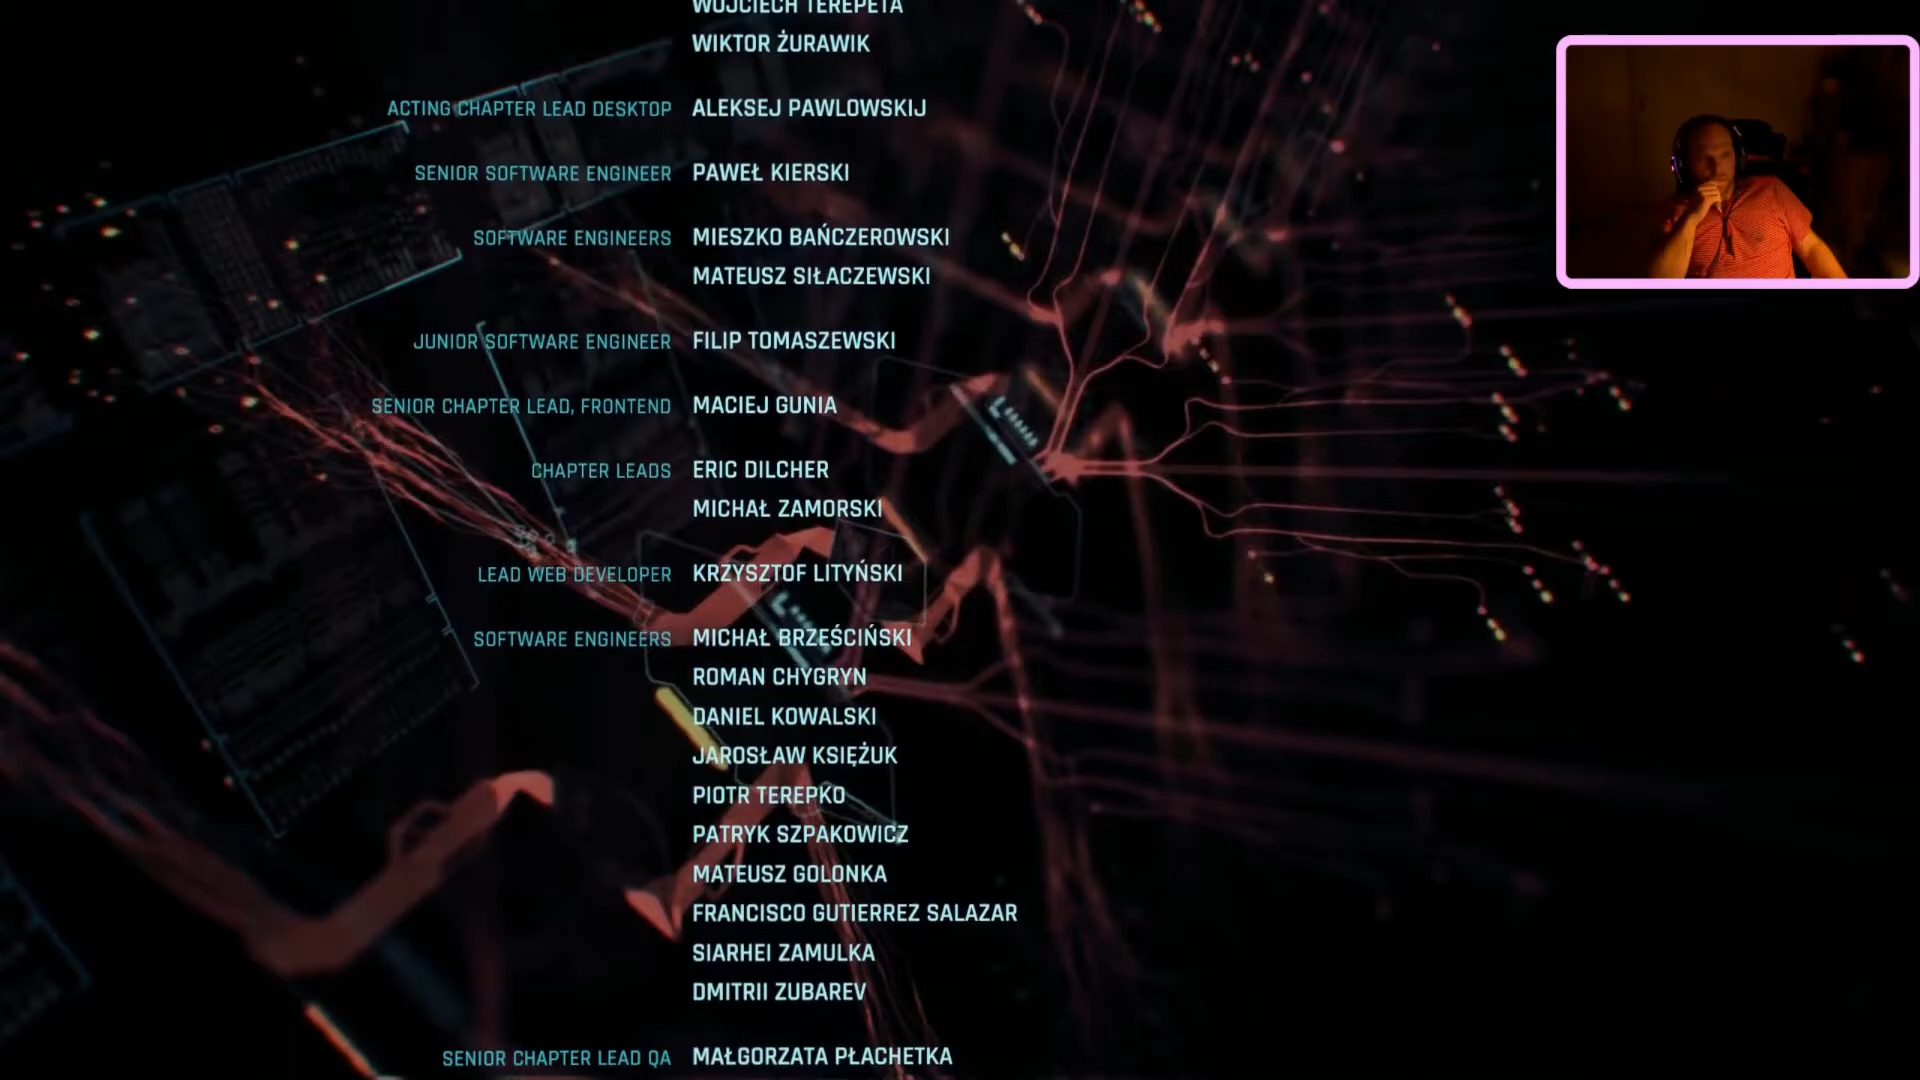 WOJCIECH TEREPETA
WIKTOR ŻURAWIK
ACTING CHAPTER LEAD DESKTOP ALEKSEJ PAWLOWSKIJ
SENIOR SOFTWARE ENGINEER PAWEŁ KIERSKI
SOFTWARE ENGINEERS MIESZKO BAŃCZEROWSKI
MATEUSZ SIŁACZEWSKI
JUNIOR SOFTWARE ENGINEER FILIP TOMASZEWSKI
SENIOR CHAPTER LEAD, FRONTEND MACIEJ GUNIA
CHAPTER LEADS ERIC DILCHER
MICHAŁ ZAMORSKI
LEAD WEB DEVELOPER KRZYSZTOF LITYŃSKI
SOFTWARE ENGINEERS MICHAŁ BRZEŚCIŃSKI
ROMAN CHYGRYN
DANIEL KOWALSKI
JAROSŁAW KSIĘŻUK
PIOTR TEREPKO
PATRYK SZPAKOWICZ
MATEUSZ GOLONKA
FRANCISCO GUTIERREZ SALAZAR
SIARHEI ZAMULKA
DMITRII ZUBAREV
SENIOR CHAPTER LEAD QA MAŁGORZATA PŁACHETKA